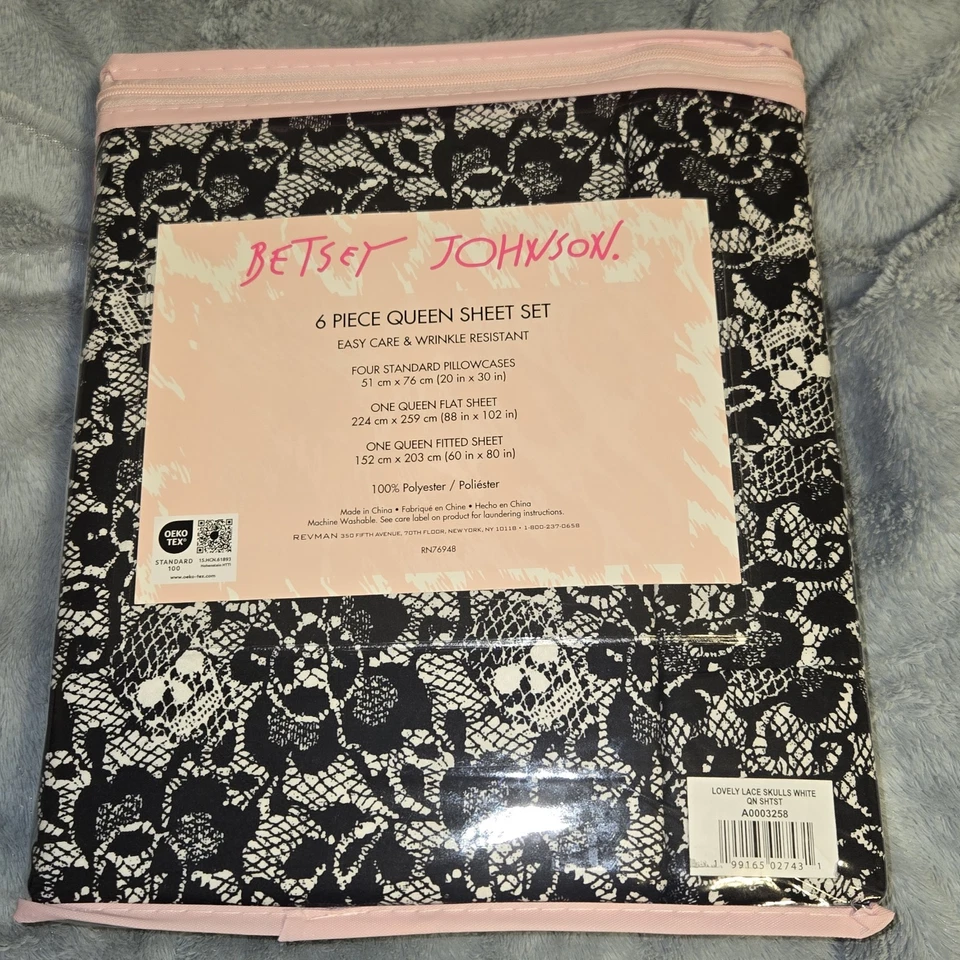 BETSEY JOHNSON.
6 PIECE QUEEN SHEET SET
EASY CARE & WRINKLE RESISTANT
FOUR STANDARD PILLOWCASES
51 cm x 76 cm (20 in x 30 in)
ONE QUEEN FLAT SHEET
224 cm x 259 cm (88 in x 102 in)
ONE QUEEN FITTED SHEET
152 cm x 203 cm (60 in x 80 in)
100% Polyester / Poliéster
Made in China • Fabriqué en Chine • Hecho en China
Machine Washable. See care label on product for laundering instructions.
REVMAN 350 FIFTH AVENUE, 70TH FLOOR, NEW YORK, NY 10118 • 1-800-237-0658
RN76948
OEKO
TEX®
STANDARD
100
15.HCN.61893
Hohenstein HTTI
www.oeko-tex.com
LOVELY LACE SKULLS WHITE
QN SHTST
A0003258
99165 02743 1